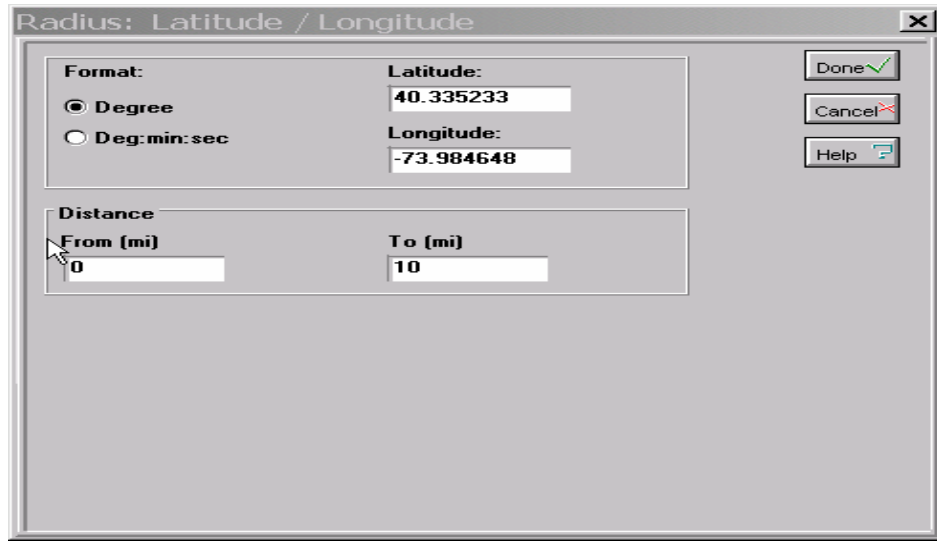 Radius: Latitude / Longitude
Format:
Degree
Deg:min:sec
Latitude:
40.335233
Longitude:
-73.984648
Done
Cancel
Help
Distance
From (mi)
0
To (mi)
10